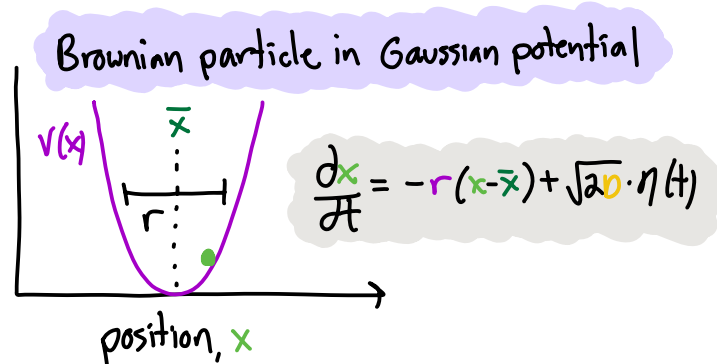 Brownian particle in Gaussian potential
V(x)
x̅
r
dx/dt = -r(x-x̅)+√2D·η(t)
position, x